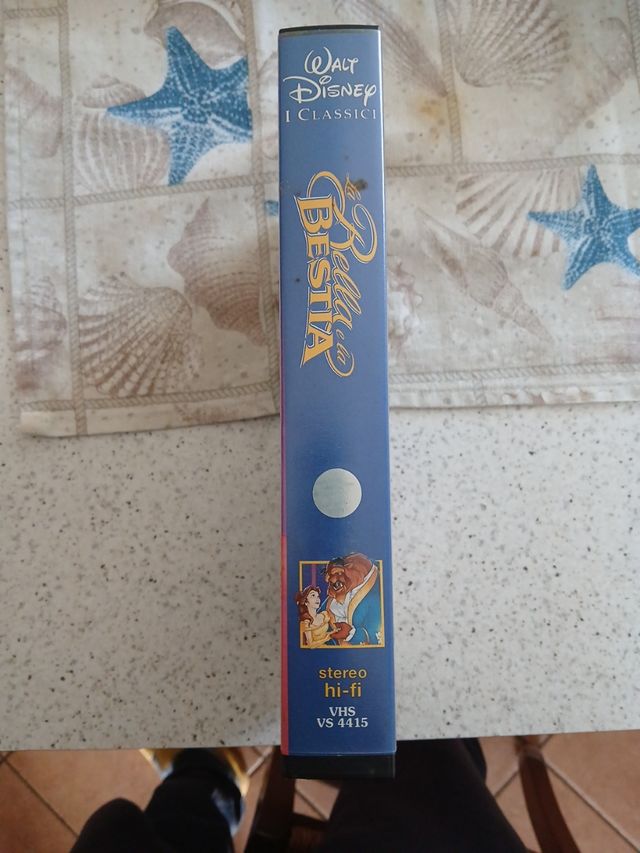 WALT
DISNEY
I CLASSICI
La Bella e la
BESTIA
stereo
hi-fi
VHS
VS 4415